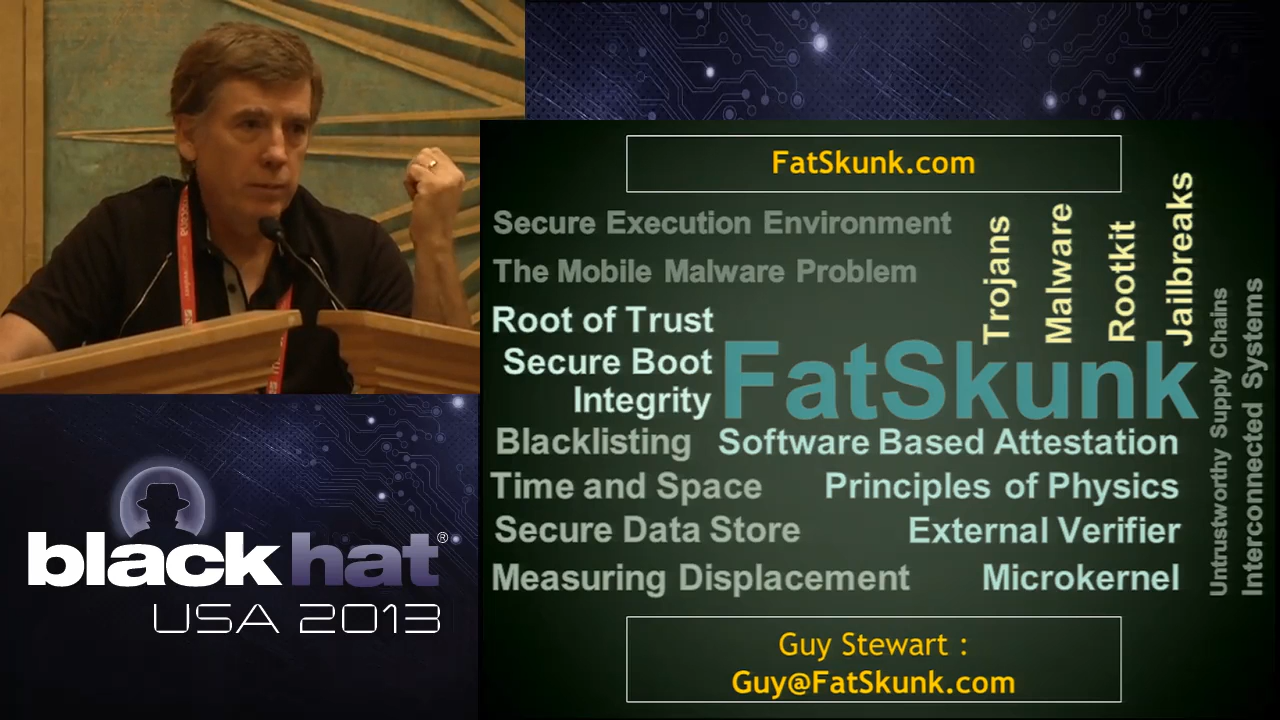 FatSkunk.com
Secure Execution Environment
The Mobile Malware Problem
Root of Trust
Secure Boot
Integrity
Trojans
Malware
Rootkit
Jailbreaks
FatSkunk
Untrustworthy Supply Chains
Interconnected Systems
Blacklisting
Software Based Attestation
Time and Space
Principles of Physics
Secure Data Store
External Verifier
Measuring Displacement
Microkernel
Guy Stewart :
Guy@FatSkunk.com
black hat®
USA 2013